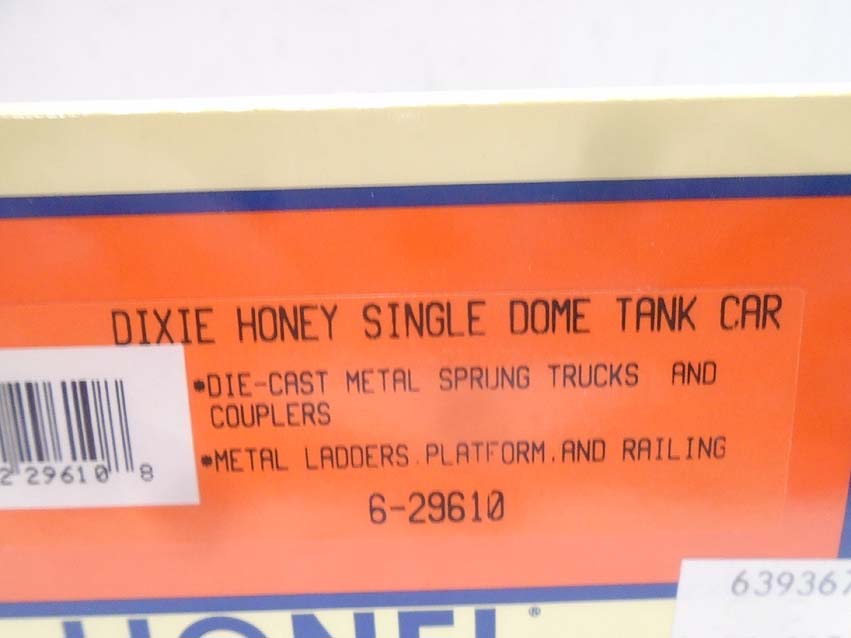 DIXIE HONEY SINGLE DOME TANK CAR
•DIE-CAST METAL SPRUNG TRUCKS AND
COUPLERS
•METAL LADDERS.PLATFORM.AND RAILING
2 29610 8
6-29610
639367
LIONEL®